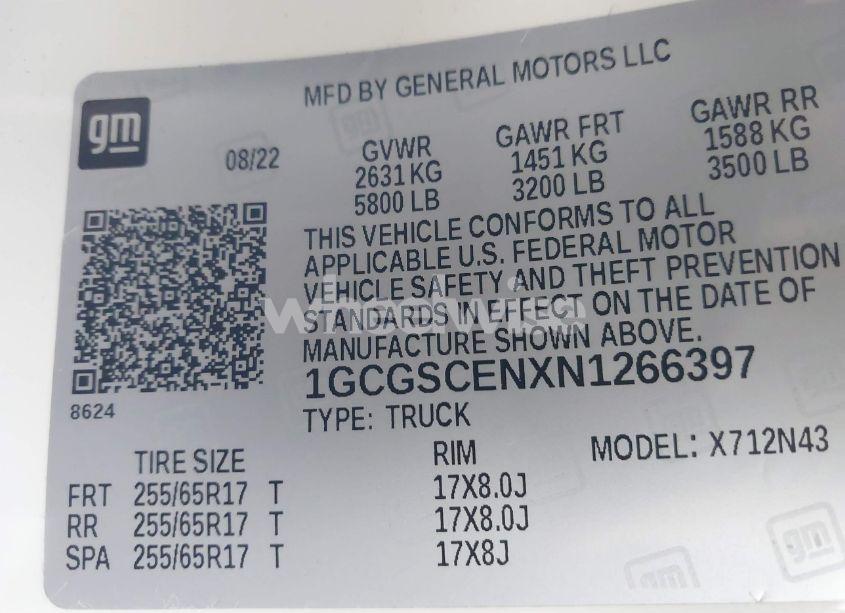 MFD BY GENERAL MOTORS LLC
gm
08/22
GVWR GAWR FRT GAWR RR
2631 KG 1451 KG 1588 KG
5800 LB 3200 LB 3500 LB
THIS VEHICLE CONFORMS TO ALL
APPLICABLE U.S. FEDERAL MOTOR
VEHICLE SAFETY AND THEFT PREVENTION
STANDARDS IN EFFECT ON THE DATE OF
MANUFACTURE SHOWN ABOVE.
1GCGSCENXN1266397
8624
TYPE: TRUCK
MODEL: X712N43
TIRE SIZE RIM
FRT 255/65R17 T 17X8.0J
RR 255/65R17 T 17X8.0J
SPA 255/65R17 T 17X8J
gm
gm